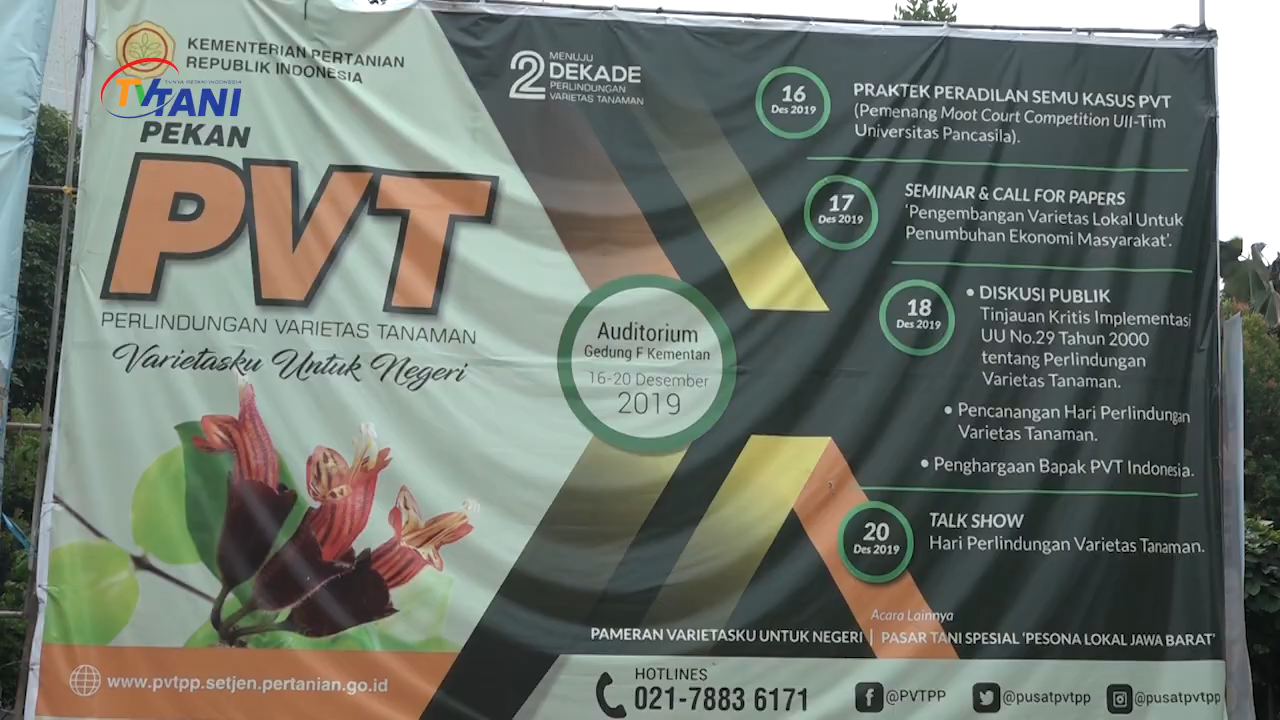 KEMENTERIAN PERTANIAN
REPUBLIK INDONESIA
TVTANI
PEKAN
PVT
PERLINDUNGAN VARIETAS TANAMAN
Varietasku Untuk Negeri
www.pvtpp.setjen.pertanian.go.id
2 MENUJU
DEKADE
PERLINDUNGAN
VARIETAS TANAMAN
Auditorium
Gedung F Kementan
16-20 Desember
2019
16
Des 2019
PRAKTEK PERADILAN SEMU KASUS PVT
(Pemenang Moot Court Competition UII-Tim
Universitas Pancasila).
17
Des 2019
SEMINAR & CALL FOR PAPERS
'Pengembangan Varietas Lokal Untuk
Penumbuhan Ekonomi Masyarakat'.
18
Des 2019
• DISKUSI PUBLIK
Tinjauan Kritis Implementasi
UU No.29 Tahun 2000
tentang Perlindungan
Varietas Tanaman.
• Pencanangan Hari Perlindungan
Varietas Tanaman.
• Penghargaan Bapak PVT Indonesia.
20
Des 2019
TALK SHOW
Hari Perlindungan Varietas Tanaman.
Acara Lainnya
PAMERAN VARIETASKU UNTUK NEGERI | PASAR TANI SPESIAL 'PESONA LOKAL JAWA BARAT'
HOTLINES
021-7883 6171
@PVTPP
@pusatpvtpp
@pusatpvtpp